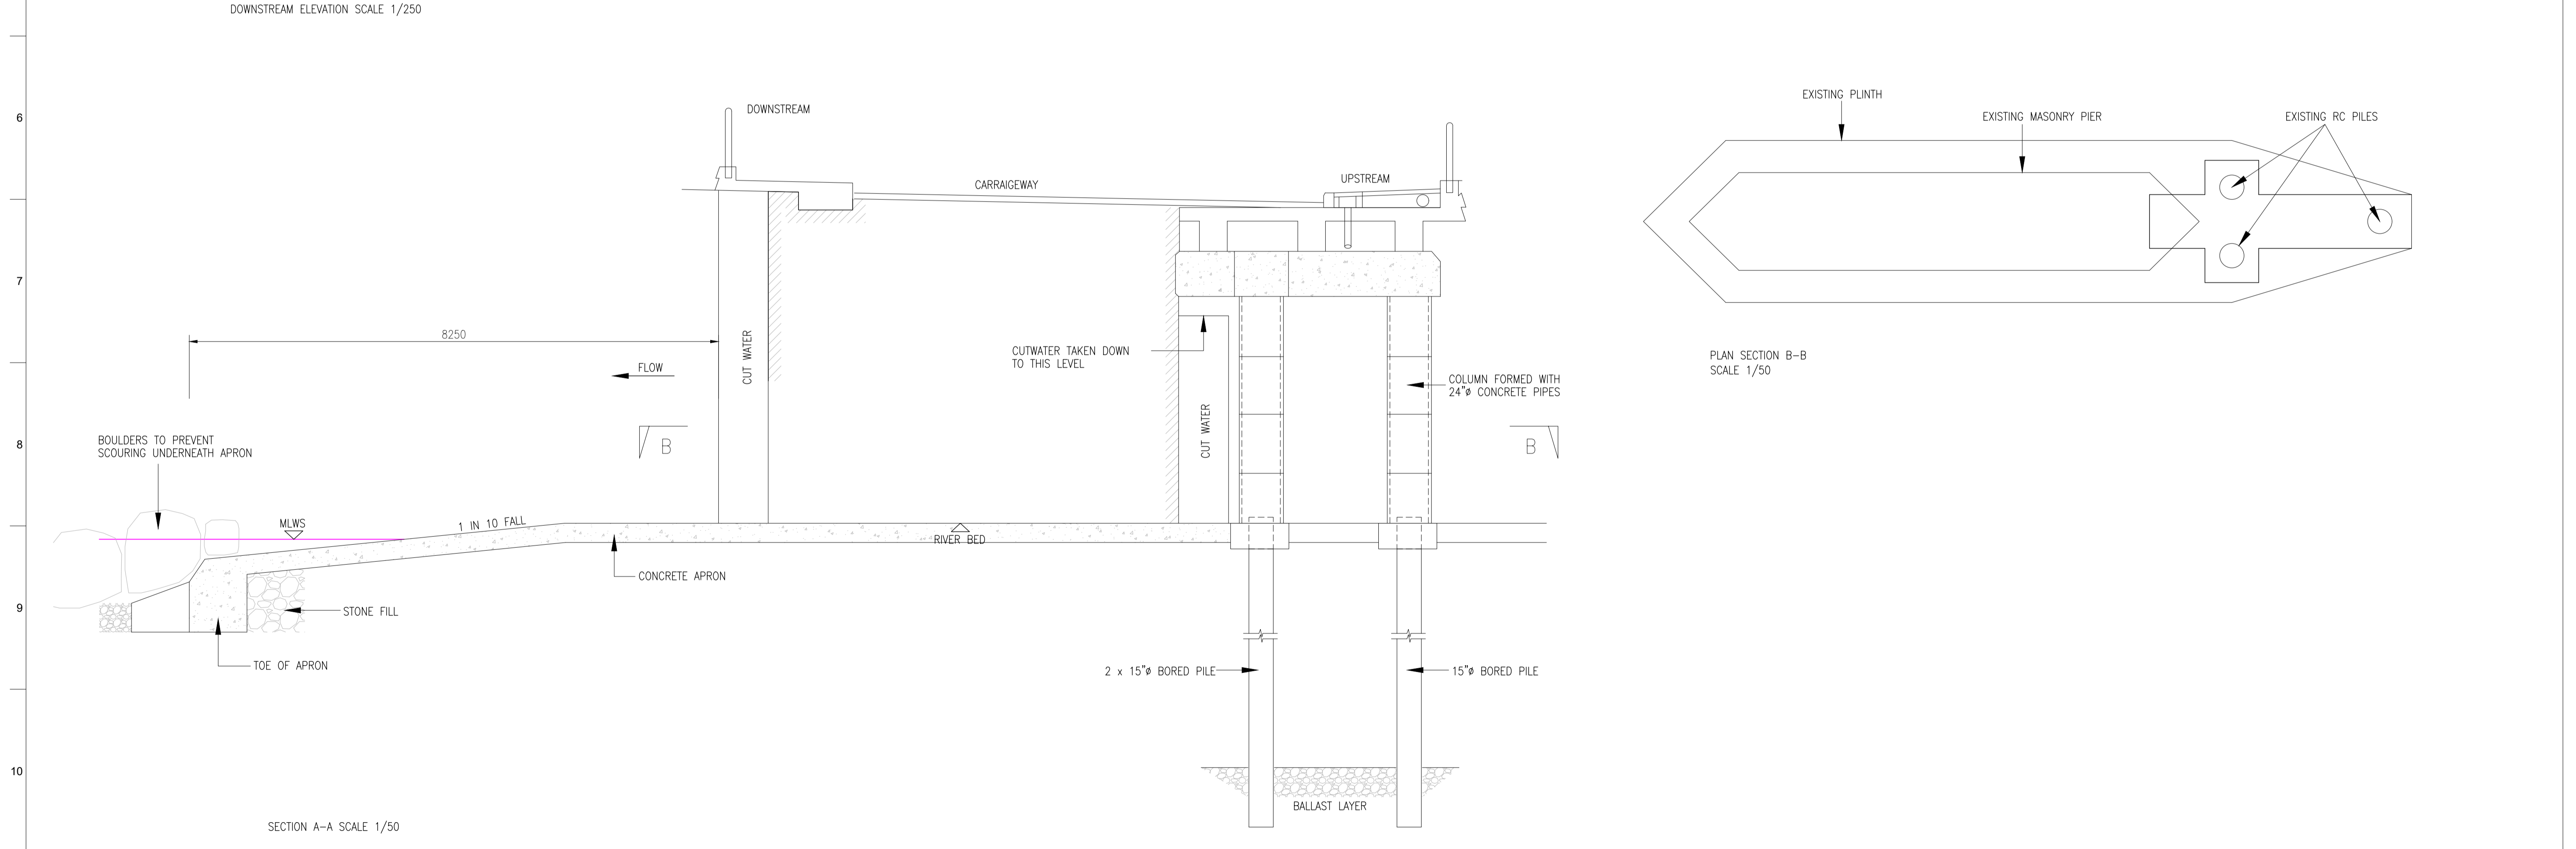 DOWNSTREAM ELEVATION SCALE 1/250
6
7
8
9
10
DOWNSTREAM
CARRAIGEWAY
UPSTREAM
8250
CUT WATER
FLOW
CUTWATER TAKEN DOWN
TO THIS LEVEL
CUT WATER
COLUMN FORMED WITH
24"ø CONCRETE PIPES
B
B
BOULDERS TO PREVENT
SCOURING UNDERNEATH APRON
MLWS
1 IN 10 FALL
RIVER BED
CONCRETE APRON
STONE FILL
TOE OF APRON
2 x 15"ø BORED PILE
15"ø BORED PILE
BALLAST LAYER
SECTION A-A SCALE 1/50
EXISTING PLINTH
EXISTING MASONRY PIER
EXISTING RC PILES
PLAN SECTION B-B
SCALE 1/50